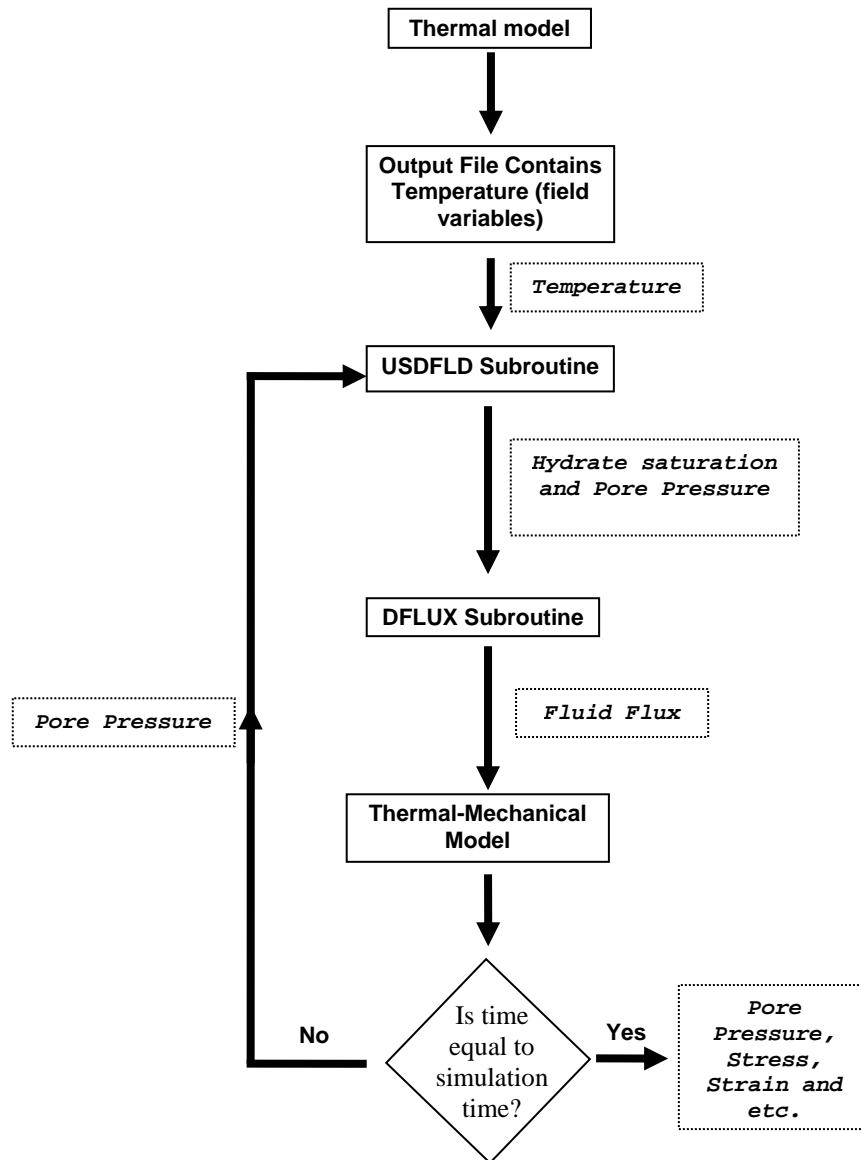 Thermal model
Output File Contains
Temperature (field
variables)
Temperature
USDFLD Subroutine
Hydrate saturation
and Pore Pressure
DFLUX Subroutine
Pore Pressure
Fluid Flux
Thermal-Mechanical
Model
No
Is time
equal to
simulation
time?
Yes
Pore
Pressure,
Stress,
Strain and
etc.